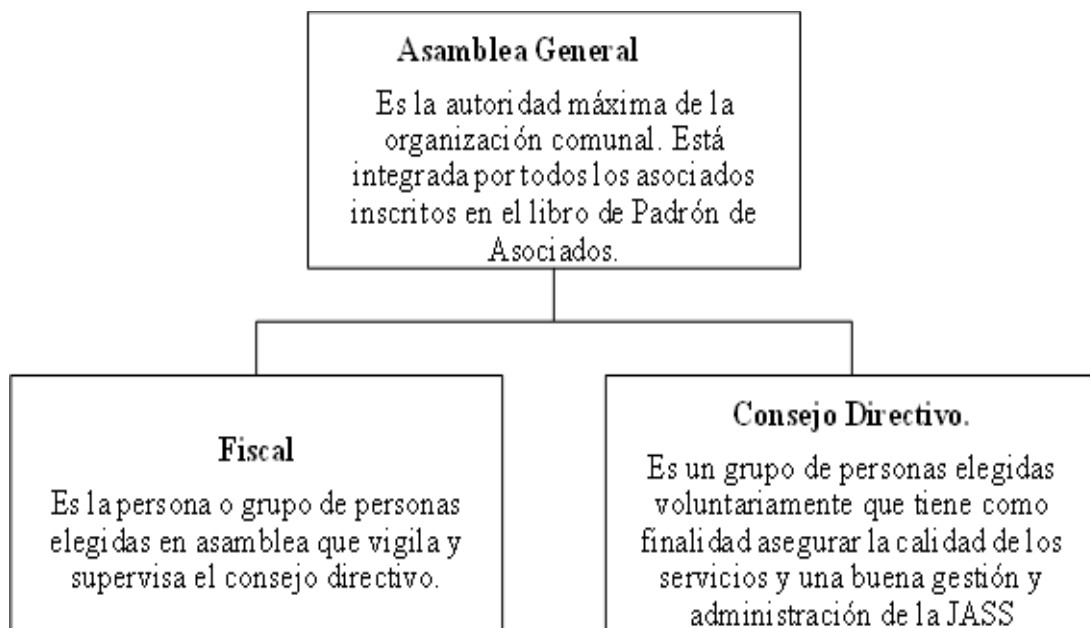 Asamblea General
Es la autoridad máxima de la
organización comunal. Está
integrada por todos los asociados
inscritos en el libro de Padrón de
Asociados.
Fiscal
Es la persona o grupo de personas
elegidas en asamblea que vigila y
supervisa el consejo directivo.
Consejo Directivo.
Es un grupo de personas elegidas
voluntariamente que tiene como
finalidad asegurar la calidad de los
servicios y una buena gestión y
administración de la JASS